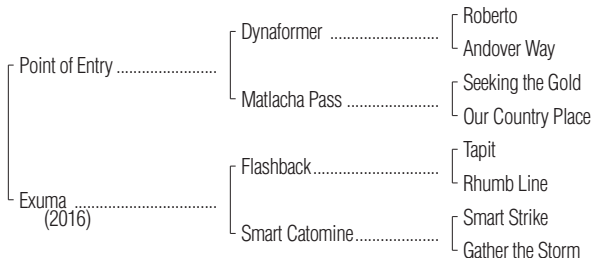 Roberto
Dynaformer ....................
Andover Way
Point of Entry ...................
Seeking the Gold
Matlacha Pass .................
Our Country Place
Tapit
Flashback.......................
Rhumb Line
Exuma ...........................
(2016)
Smart Strike
Smart Catomine...............
Gather the Storm